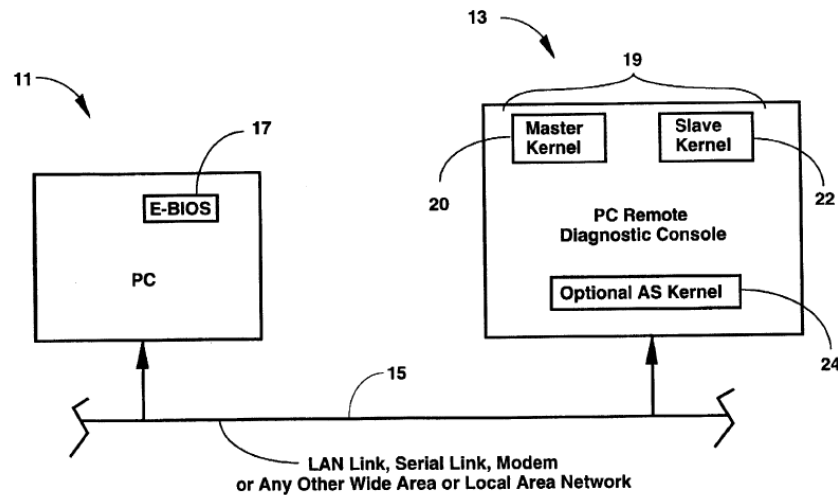 13
19
11
17
Master
Kernel
Slave
Kernel
E-BIOS
20
22
PC Remote
Diagnostic Console
PC
Optional AS Kernel
24
15
LAN Link, Serial Link, Modem
or Any Other Wide Area or Local Area Network